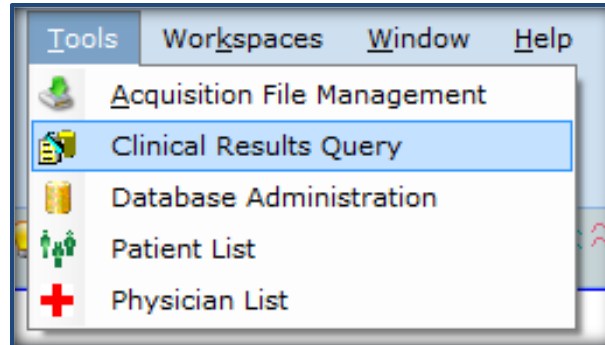 Tools Workspaces Window Help
Acquisition File Management
Clinical Results Query
Database Administration
Patient List
Physician List